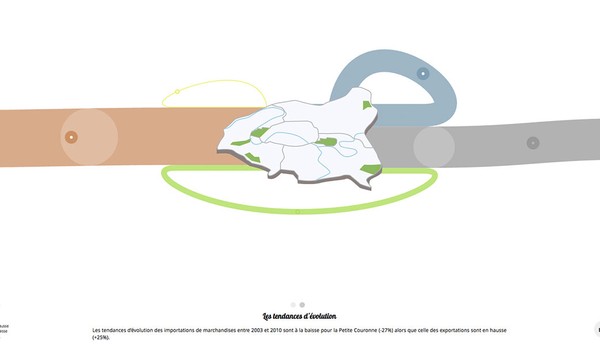 Les tendances d'évolution
Les tendances d'évolution des importations de marchandises entre 2003 et 2010 sont à la baisse pour la Petite Couronne (-27%) alors que celle des exportations sont en hausse
(+25%).